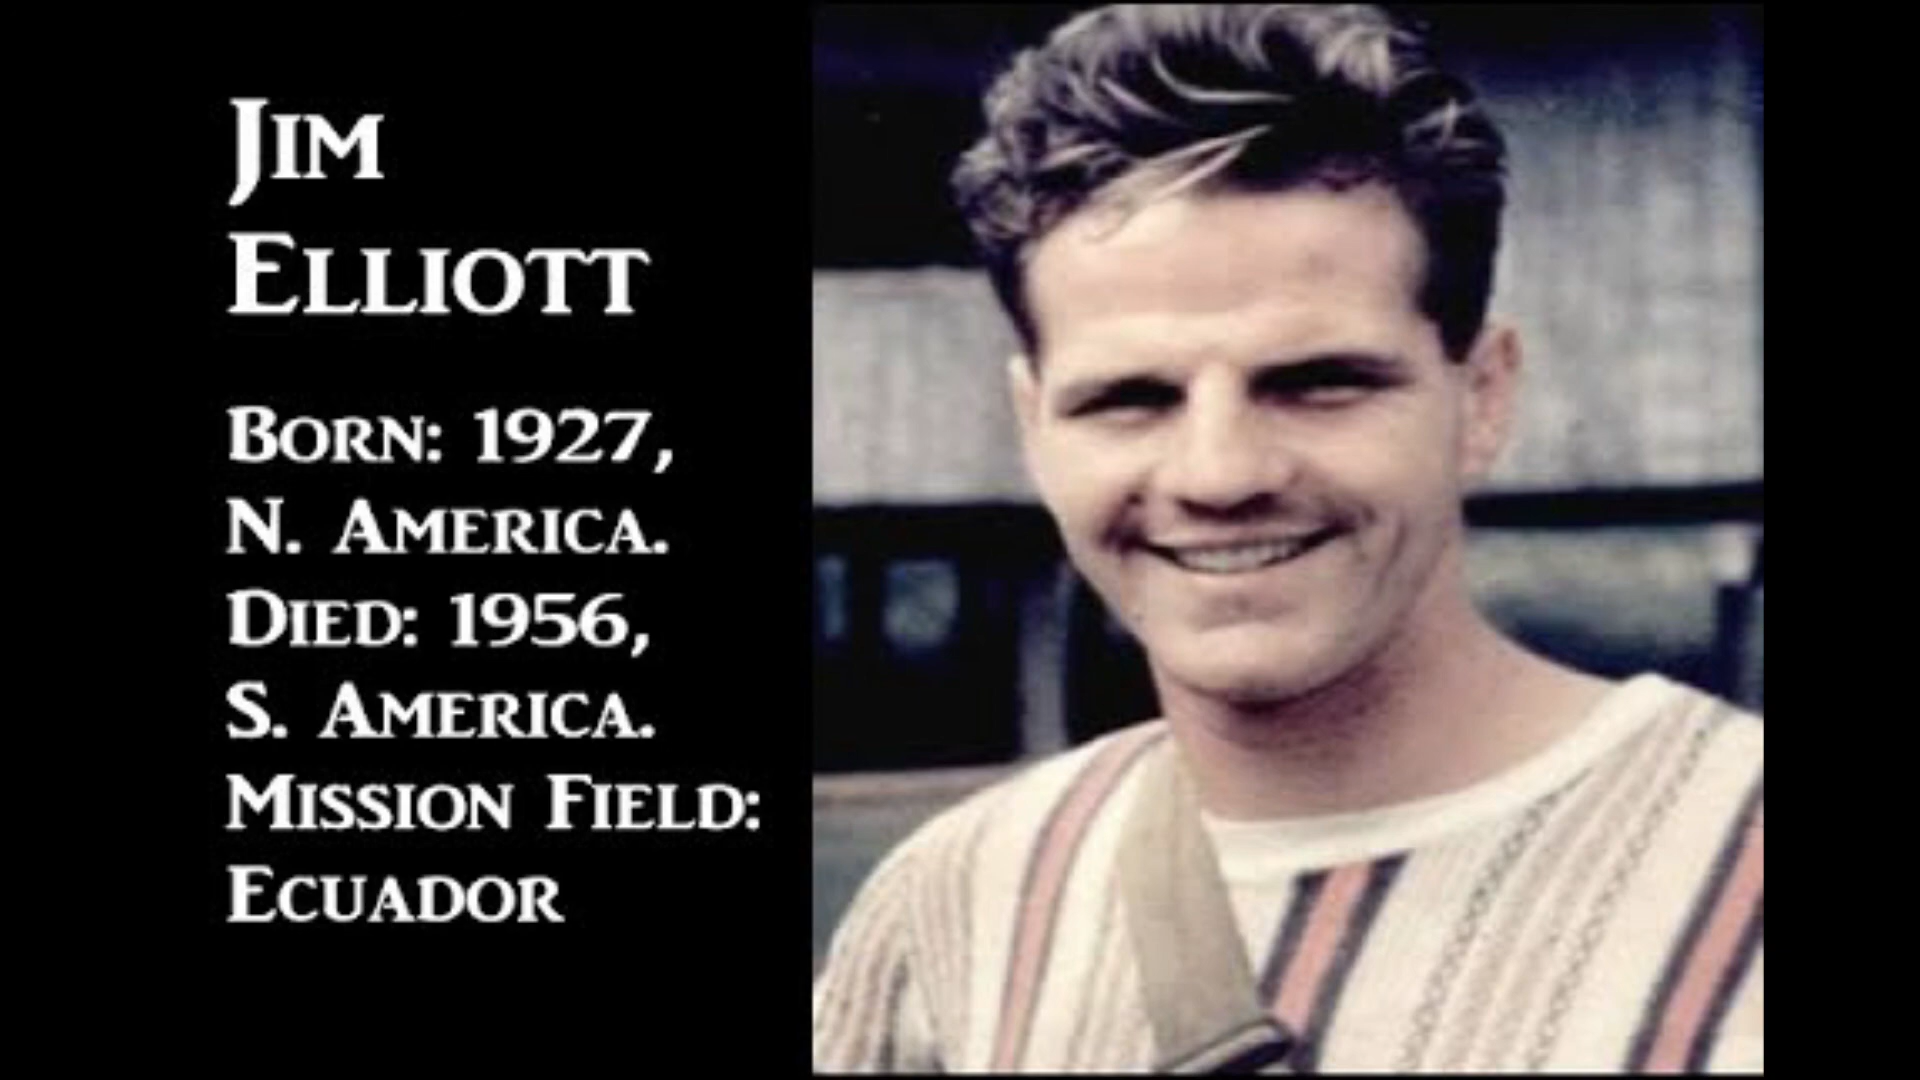 Jim
Elliott
Born: 1927,
N. America.
Died: 1956,
S. America.
Mission Field:
Ecuador